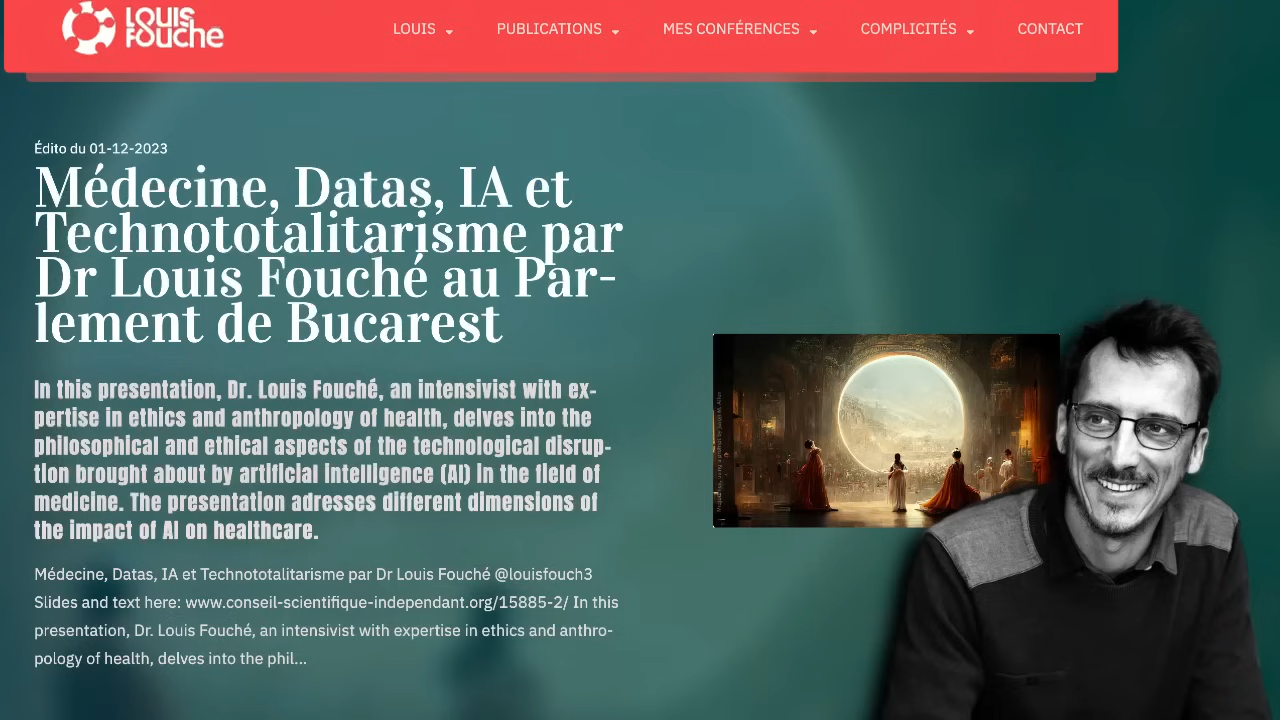 LOUIS
FOUCHÉ
LOUIS
PUBLICATIONS
MES CONFÉRENCES
COMPLICITÉS
CONTACT
Édito du 01-12-2023
Médecine, Datas, IA et
Technototalitarisme par
Dr Louis Fouché au Par-
lement de Bucarest
In this presentation, Dr. Louis Fouché, an intensivist with ex-
pertise in ethics and anthropology of health, delves into the
philosophical and ethical aspects of the technological disrup-
tion brought about by artificial intelligence (AI) in the field of
medicine. The presentation adresses different dimensions of
the impact of AI on healthcare.
Médecine, Datas, IA et Technototalitarisme par Dr Louis Fouché @louisfouch3
Slides and text here: www.conseil-scientifique-independant.org/15885-2/ In this
presentation, Dr. Louis Fouché, an intensivist with expertise in ethics and anthro-
pology of health, delves into the phil...